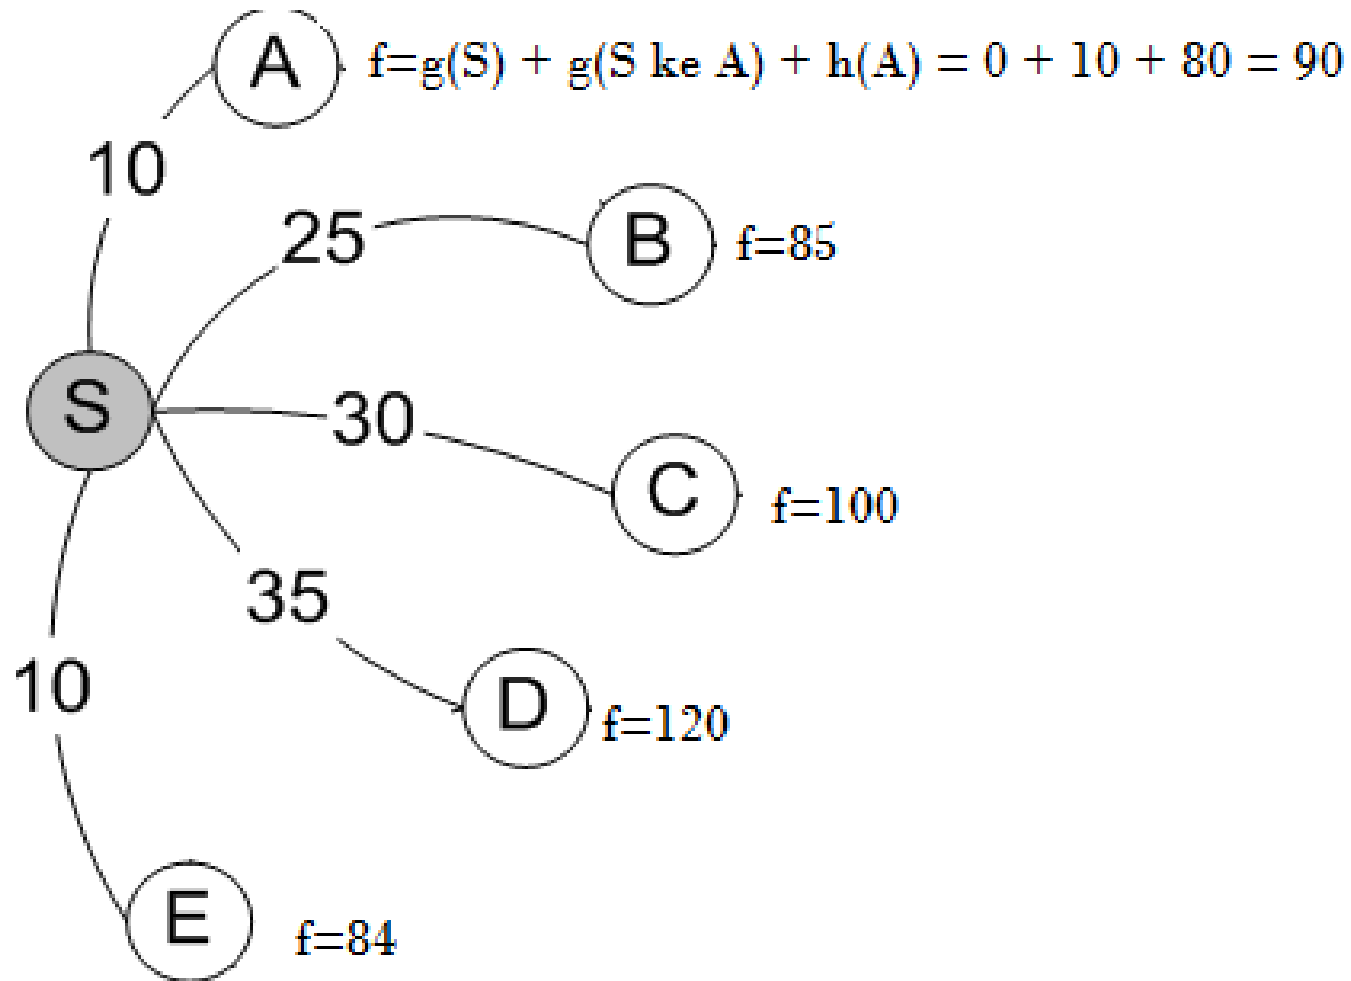 A f=g(S) + g(S ke A) + h(A) = 0 + 10 + 80 = 90
10
25
B f=85
S
30
C f=100
35
10
D f=120
E f=84